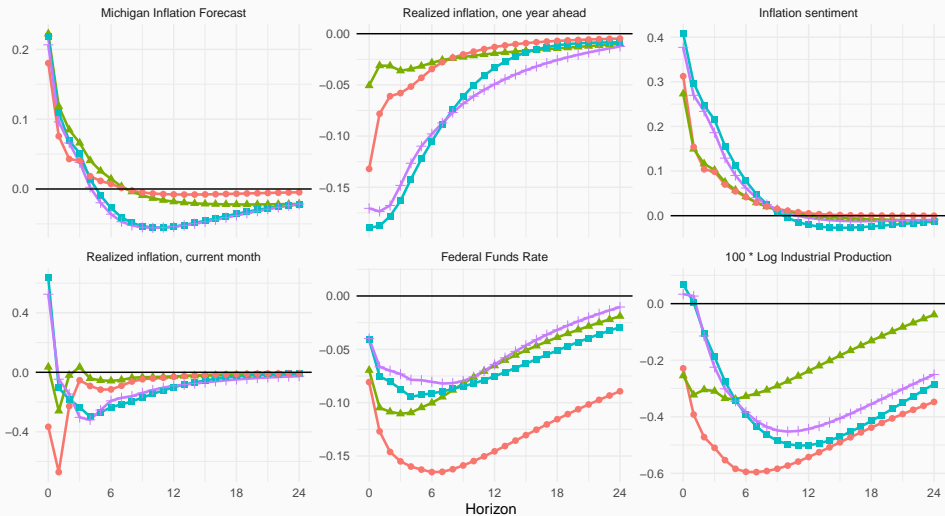 Michigan Inflation Forecast
Realized inflation, one year ahead
Inflation sentiment
0.2
0.1
0.0
0.00
−0.05
−0.10
−0.15
0.4
0.3
0.2
0.1
0.0
Realized inflation, current month
Federal Funds Rate
100 * Log Industrial Production
0.4
0.0
−0.4
0.00
−0.05
−0.10
−0.15
0.0
−0.2
−0.4
−0.6
0 6 12 18 24
0 6 12 18 24
0 6 12 18 24
Horizon